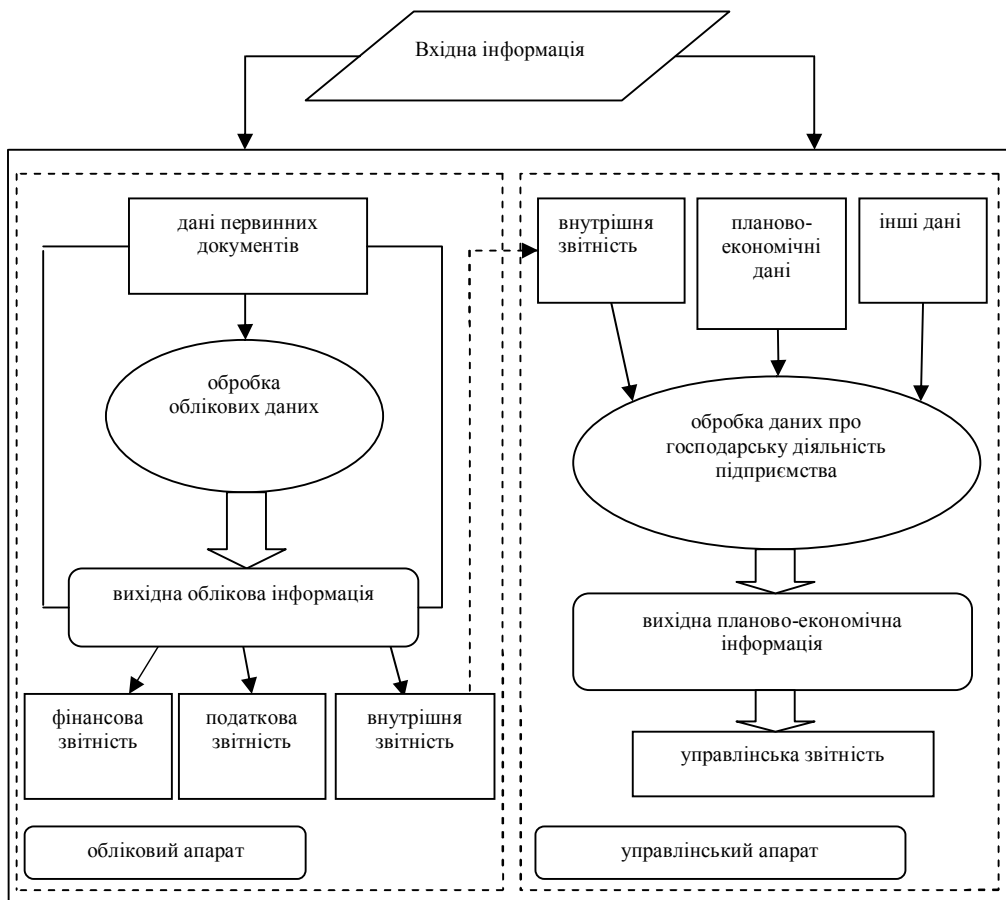 Вхідна інформація
дані первинних
документів
обробка
облікових даних
вихідна облікова інформація
фінансова
звітність
податкова
звітність
внутрішня
звітність
обліковий апарат
внутрішня
звітність
планово-
економічні
дані
інші дані
обробка даних про
господарську діяльність
підприємства
вихідна планово-економічна
інформація
управлінська звітність
управлінський апарат